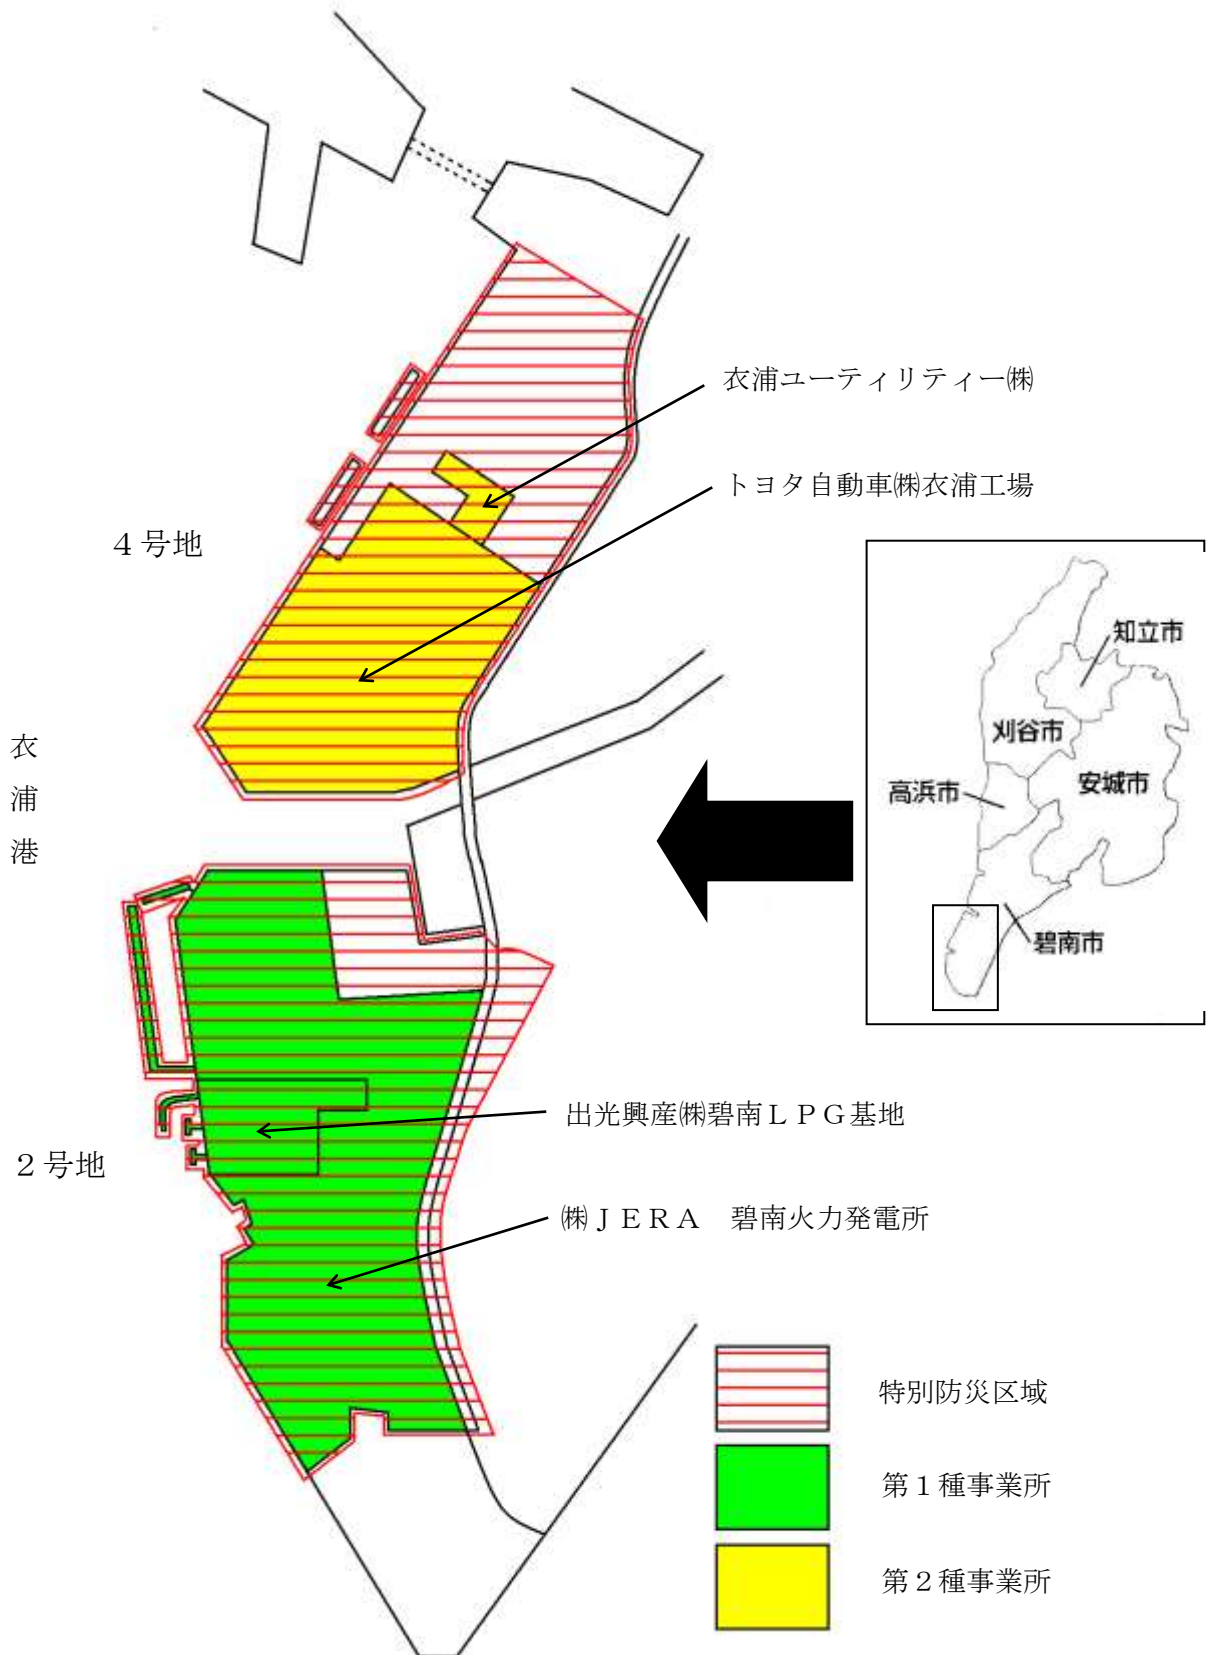 衣浦ユーティリティー㈱
トヨタ自動車㈱衣浦工場
４号地
知立市
刈谷市
安城市
高浜市
碧南市
衣浦港
出光興産㈱碧南ＬＰＧ基地
２号地
㈱ＪＥＲＡ　碧南火力発電所
特別防災区域
第１種事業所
第２種事業所